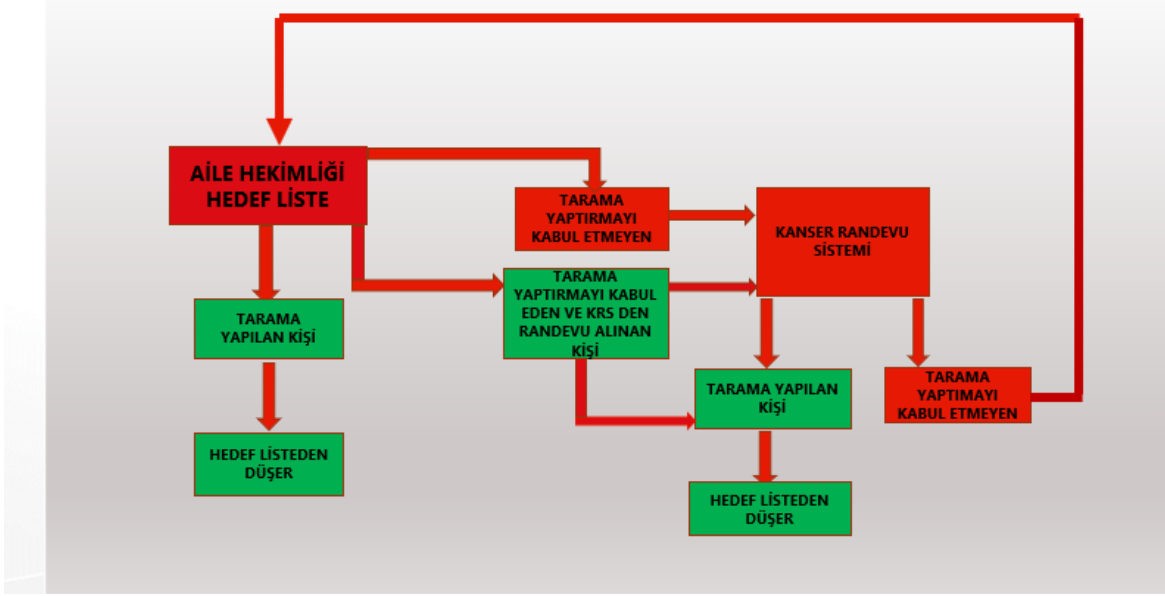 AİLE HEKİMLİĞİ
HEDEF LİSTE
TARAMA
YAPTIRMAYI
KABUL ETMEYEN
KANSER RANDEVU
SİSTEMİ
TARAMA
YAPTIRMAYI KABUL
EDEN VE KRS DEN
RANDEVU ALINAN
KİŞİ
TARAMA
YAPILAN KİŞİ
TARAMA YAPILAN
KİŞİ
TARAMA
YAPTIMAYI
KABUL ETMEYEN
HEDEF LİSTEDEN
DÜŞER
HEDEF LİSTEDEN
DÜŞER